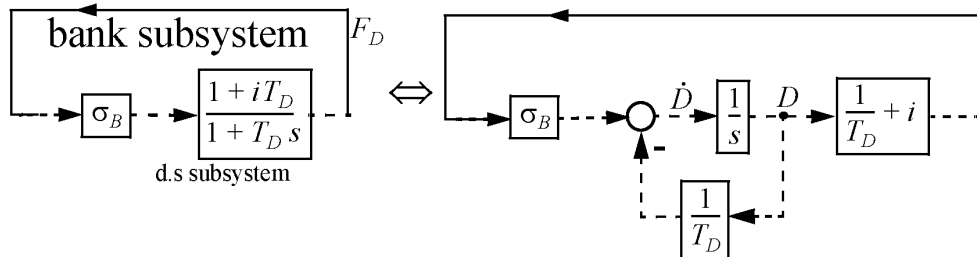 bank subsystem
F_D
σ_B
1 + iT_D
1 + T_D s
d.s subsystem
⇔
σ_B
-
Ḋ
1
s
D
1
T_D
+ i
1
T_D